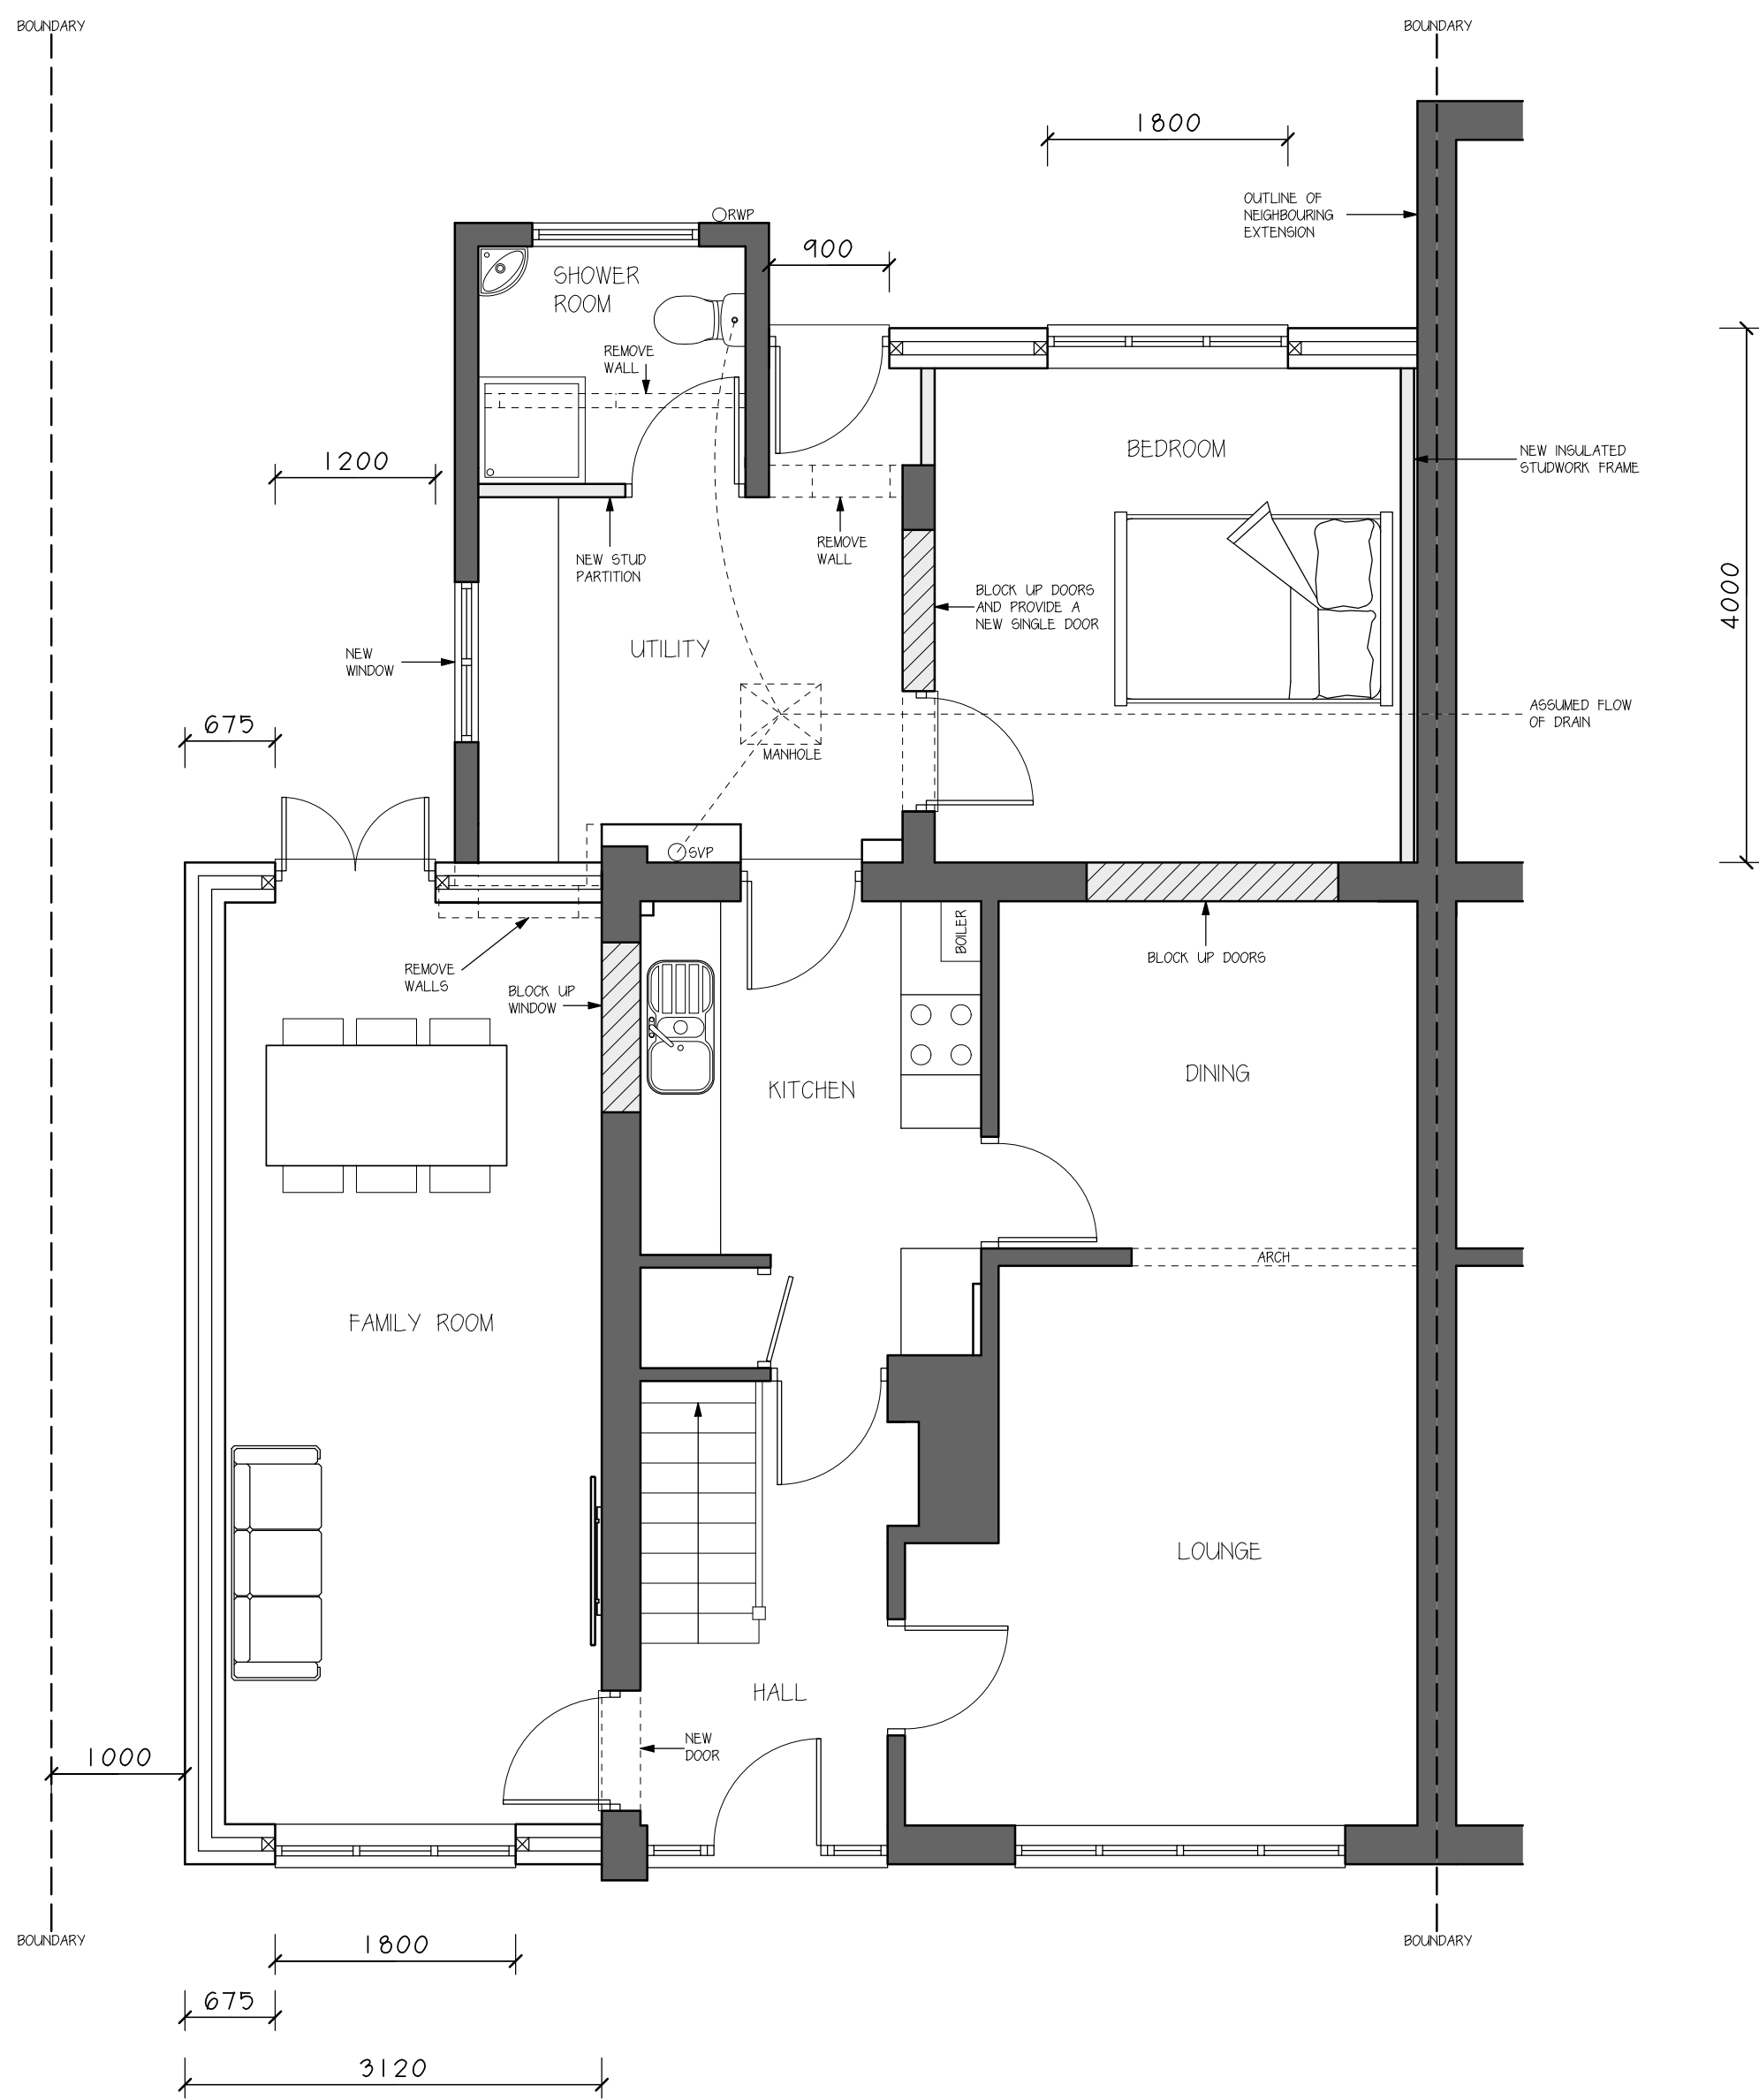 BOUNDARY
BOUNDARY
1800
OUTLINE OF
NEIGHBOURING
EXTENSION
RWP
900
SHOWER
ROOM
REMOVE
WALL
BEDROOM
1200
NEW INSULATED
STUDWORK FRAME
REMOVE
WALL
NEW STUD
PARTITION
BLOCK UP DOORS
AND PROVIDE A
NEW SINGLE DOOR
4000
UTILITY
NEW
WINDOW
675
ASSUMED FLOW
OF DRAIN
MANHOLE
SVP
BOILER
REMOVE
WALLS
BLOCK UP
WINDOW
BLOCK UP DOORS
KITCHEN
DINING
ARCH
FAMILY ROOM
LOUNGE
HALL
NEW
DOOR
1000
BOUNDARY
BOUNDARY
1800
675
3120